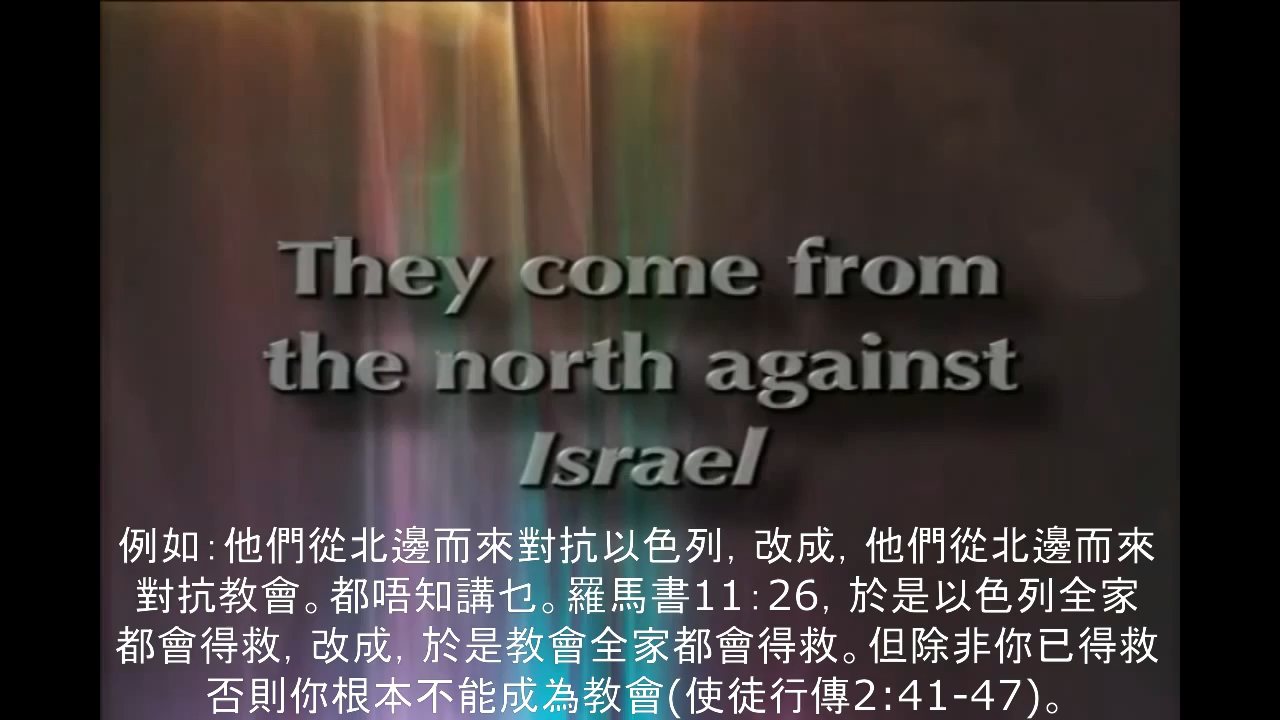 They come from
the north against
Israel
例如:他們從北邊而來對抗以色列, 改成, 他們從北邊而來
對抗教會。都唔知講乜。羅馬書11:26, 於是以色列全家
都會得救, 改成, 於是教會全家都會得救。但除非你已得救
否則你根本不能成為教會(使徒行傳2:41-47)。